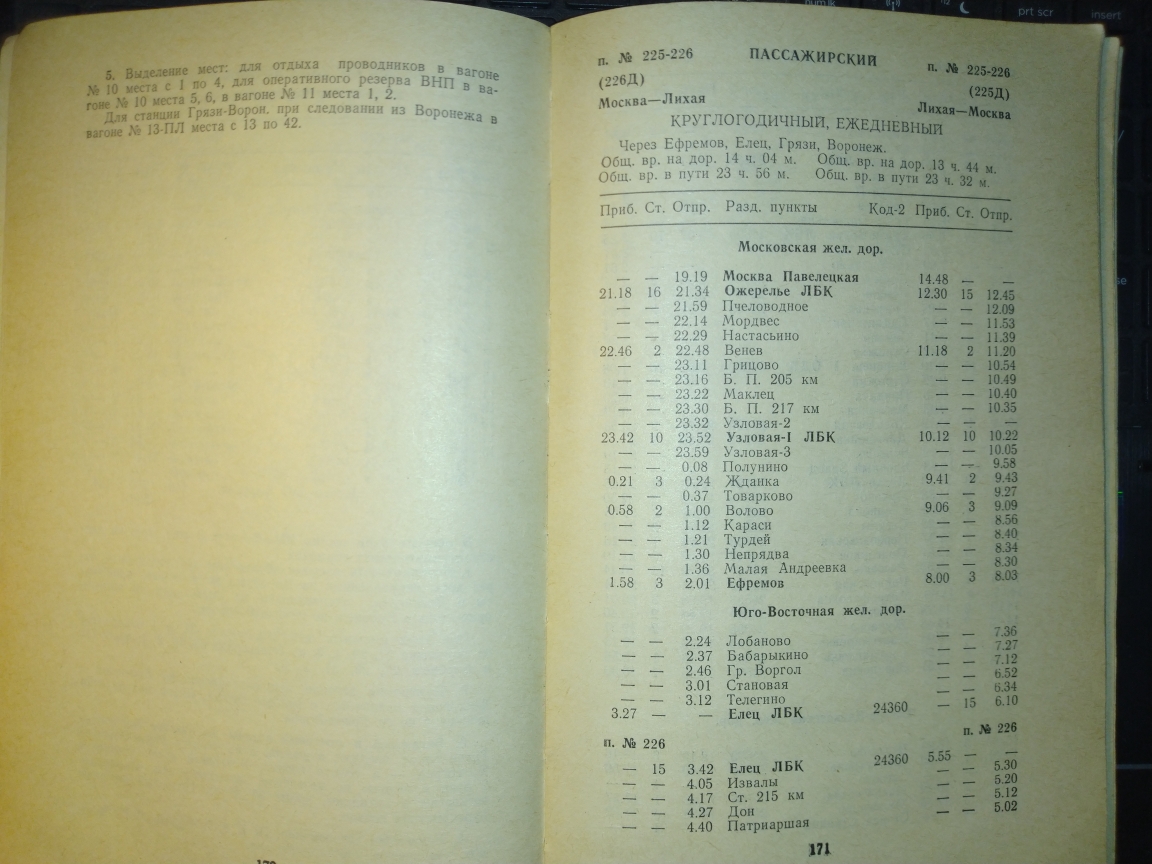 5. Выделение мест: для отдыха проводников в вагоне
№ 10 места с 1 по 4, для оперативного резерва ВНП в ва-
гоне № 10 места 5, 6, в вагоне № 11 места 1, 2.
Для станции Грязи-Ворон, при следовании из Воронежа в
вагоне № 13-ПЛ места с 13 по 42.
п. № 225-226 ПАССАЖИРСКИЙ п. № 225-226
(226Д) (225Д)
Москва—Лихая Лихая—Москва
КРУГЛОГОДИЧНЫЙ, ЕЖЕДНЕВНЫЙ
Через Ефремов, Елец, Грязи, Воронеж.
Общ. вр. на дор. 14 ч. 04 м. Общ. вр. на дор. 13 ч. 44 м.
Общ. вр. в пути 23 ч. 56 м. Общ. вр. в пути 23 ч. 32 м.
Приб. Ст. Отпр. Разд. пункты Код-2 Приб. Ст. Отпр.
Московская жел. дор.
— — 19.19 Москва Павелецкая 14.48 — —
21.18 16 21.34 Ожерелье ЛБК 12.30 15 12.45
— — 21.59 Пчеловодное — — 12.09
— — 22.14 Мордвес — — 11.53
— — 22.29 Настасьино — — 11.39
22.46 2 22.48 Венев 11.18 2 11.20
— — 23.11 Грицово — — 10.54
— — 23.16 Б. П. 205 км — — 10.49
— — 23.22 Маклец — — 10.40
— — 23.30 Б. П. 217 км — — 10.35
— — 23.32 Узловая-2 — — —
23.42 10 23.52 Узловая-I ЛБК 10.12 10 10.22
— — 23.59 Узловая-3 — — 10.05
— — 0.08 Полунино — — 9.58
0.21 3 0.24 Жданка 9.41 2 9.43
— — 0.37 Товарково — — 9.27
0.58 2 1.00 Волово 9.06 3 9.09
— — 1.12 Караси — — 8.56
— — 1.21 Турдей — — 8.40
— — 1.30 Непрядва — — 8.34
— — 1.36 Малая Андреевка — — 8.30
1.58 3 2.01 Ефремов 8.00 3 8.03
Юго-Восточная жел. дор.
— — 2.24 Лобаново — — 7.36
— — 2.37 Бабарыкино — — 7.27
— — 2.46 Гр. Воргол — — 7.12
— — 3.01 Становая — — 6.52
— — 3.12 Телегино — — 6.34
3.27 — — Елец ЛБК 24360 — 15 6.10
п. № 226 п. № 226
— 15 3.42 Елец ЛБК 24360 5.55 — —
— — 4.05 Извалы — — 5.30
— — 4.17 Ст. 215 км — — 5.20
— — 4.27 Дон — — 5.12
— — 4.40 Патриаршая — — 5.02
171
prt scr
insert